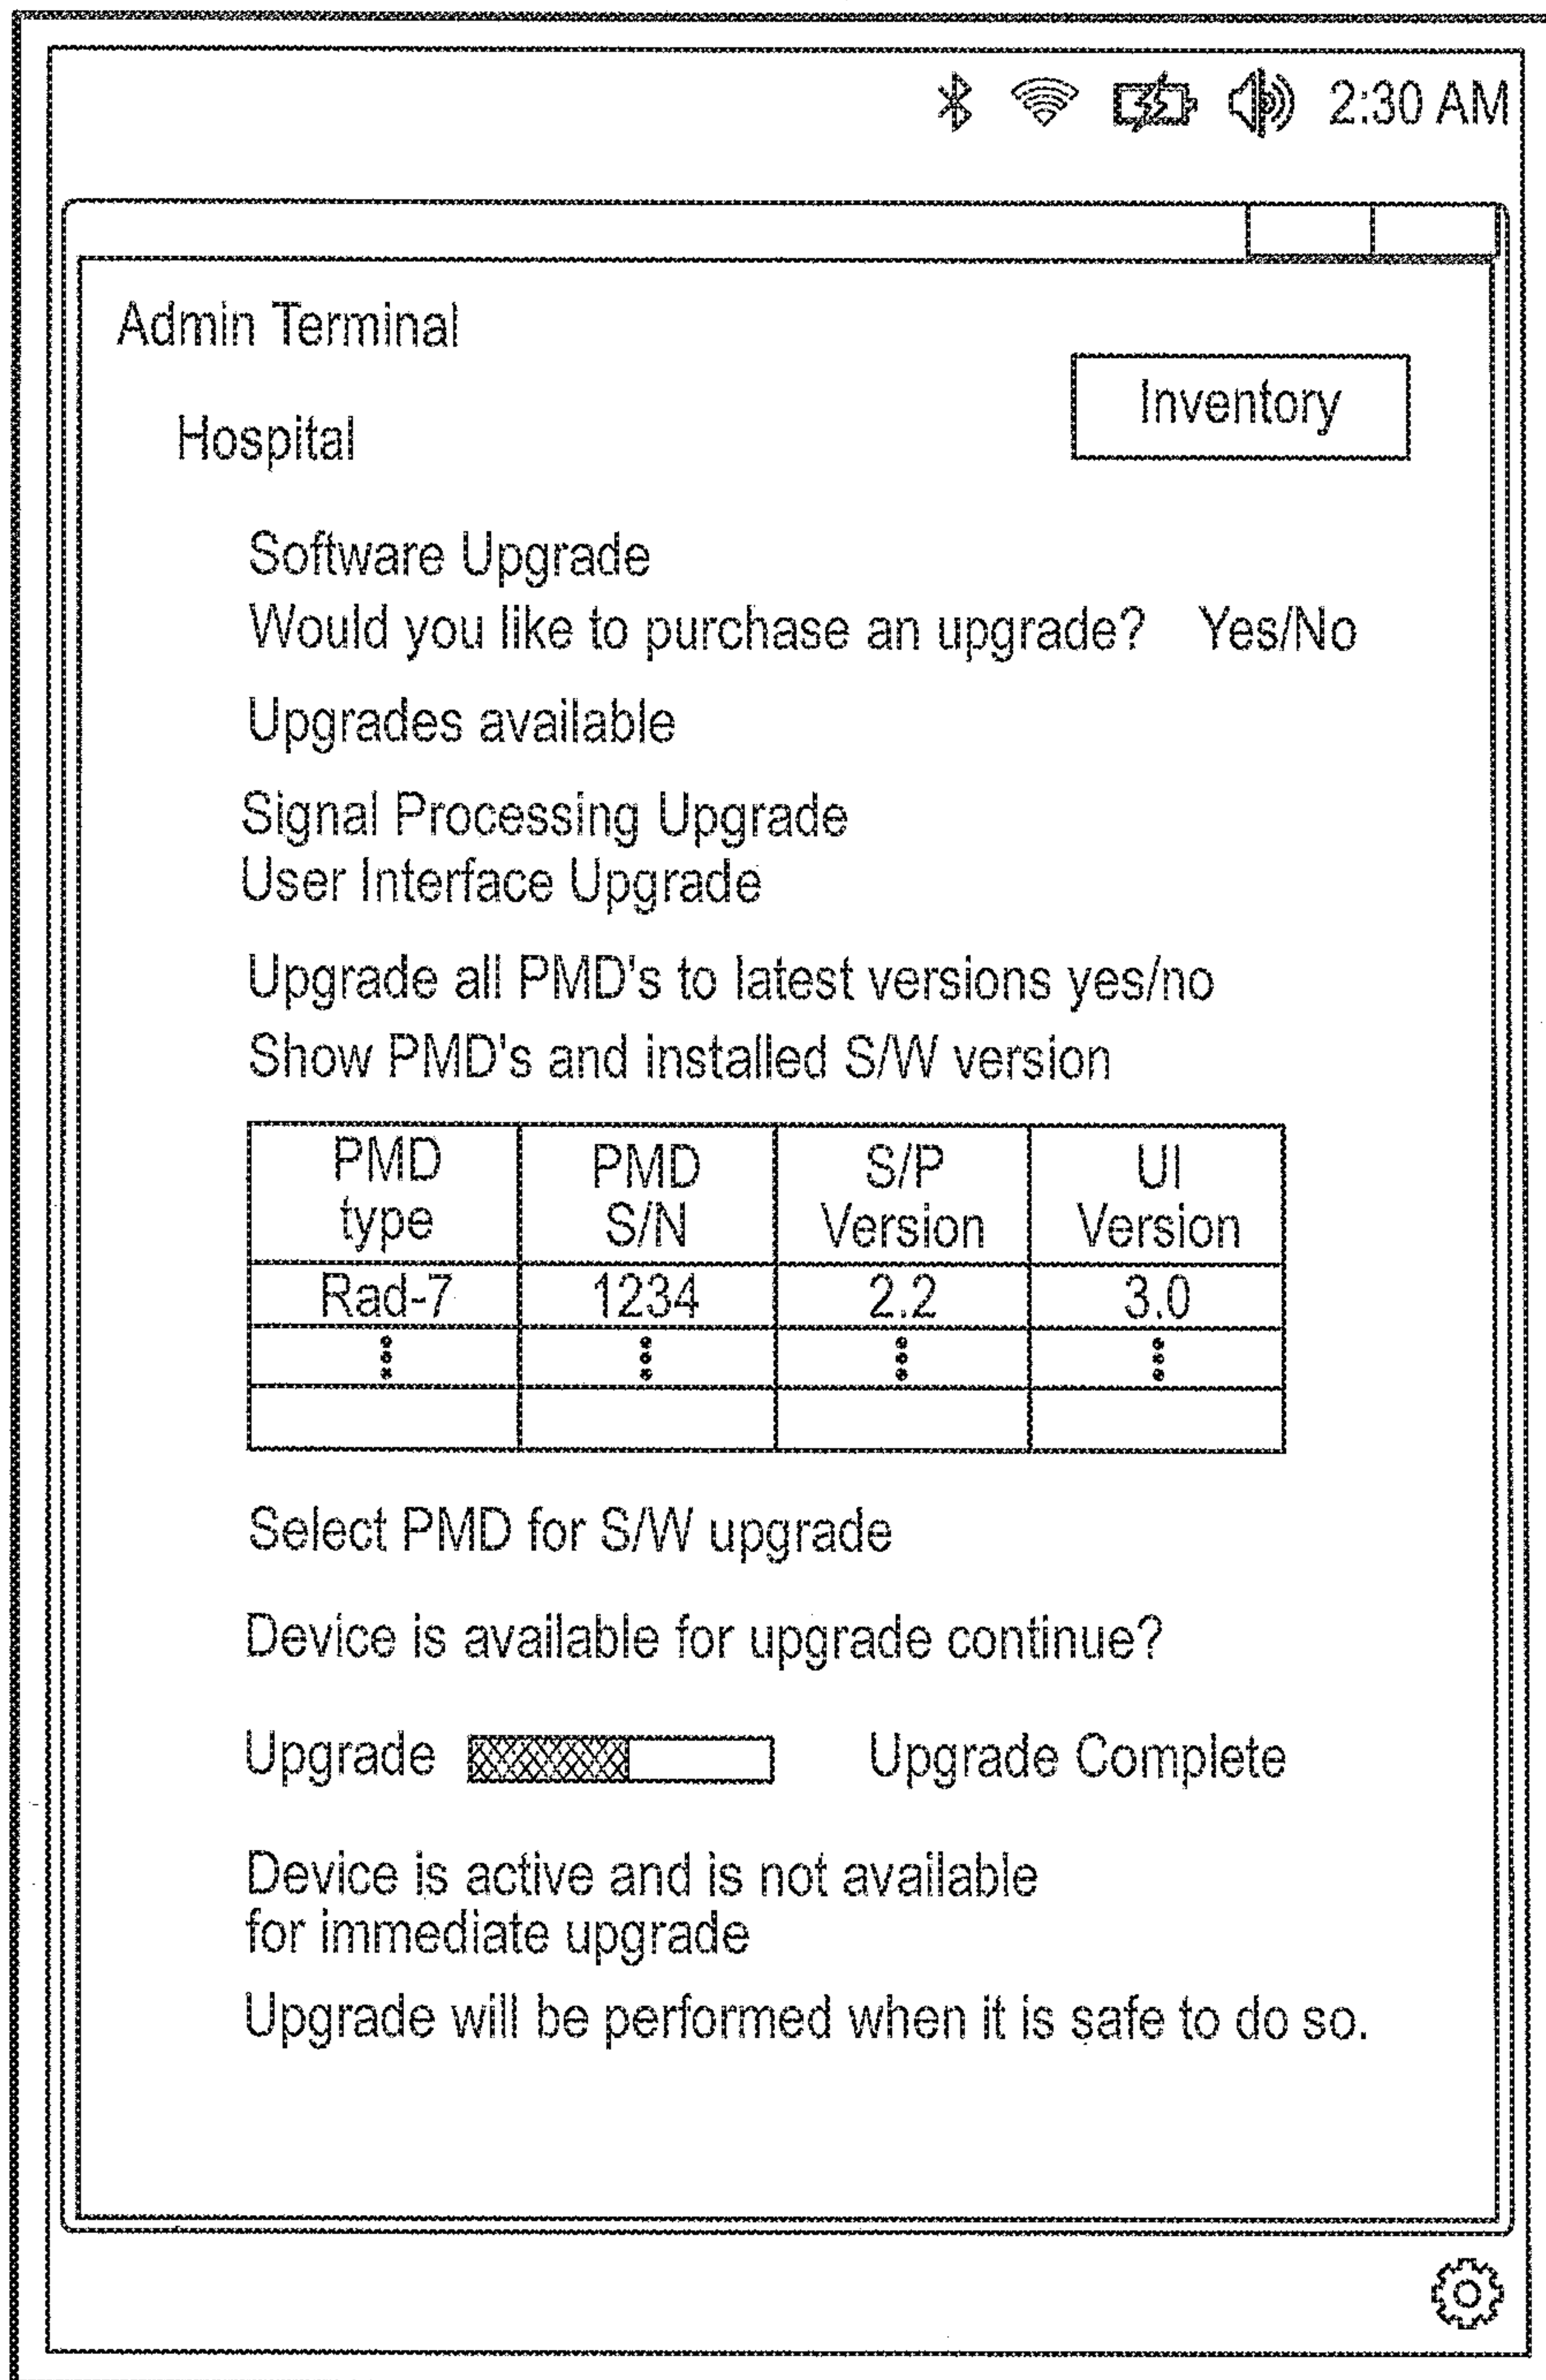 2:30 AM
Admin Terminal
Inventory
Hospital
Software Upgrade
Would you like to purchase an upgrade? Yes/No
Upgrades available
Signal Processing Upgrade
User Interface Upgrade
Upgrade all PMD's to latest versions yes/no
Show PMD's and installed S/W version
PMD type PMD S/N S/P Version UI Version
Rad-7 1234 2.2 3.0
Select PMD for S/W upgrade
Device is available for upgrade continue?
Upgrade Upgrade Complete
Device is active and is not available
for immediate upgrade
Upgrade will be performed when it is safe to do so.